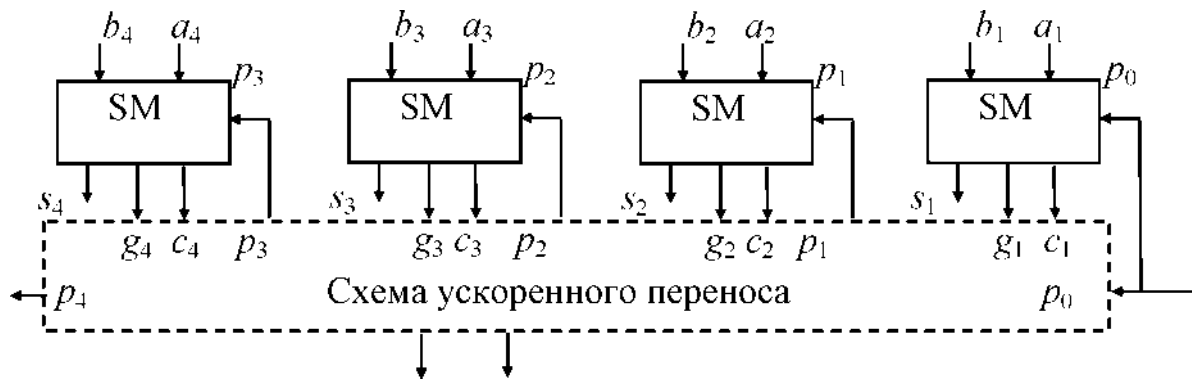 b₄ a₄ b₃ a₃ b₂ a₂ b₁ a₁
p₃ p₂ p₁ p₀
SM SM SM SM
s₄ s₃ s₂ s₁
g₄ c₄ p₃ g₃ c₃ p₂ g₂ c₂ p₁ g₁ c₁
p₄ Схема ускоренного переноса p₀